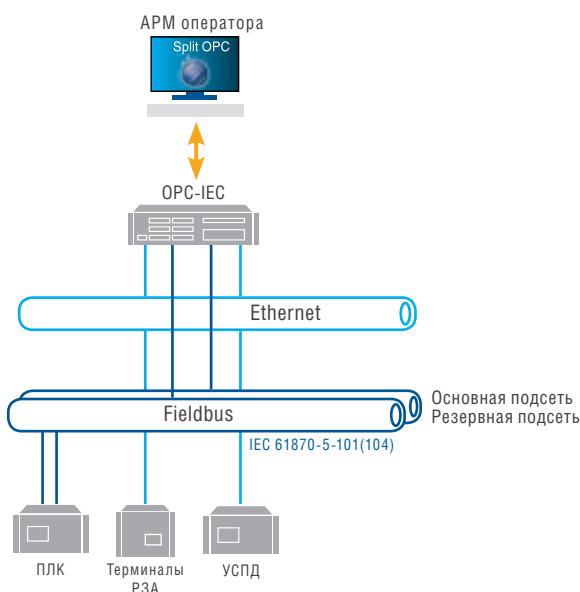 АРМ оператора
Split OPC
OPC-IEC
Ethernet
Основная подсеть
Резервная подсеть
Fieldbus
IEC 61870-5-101(104)
ПЛК
Терминалы
РЗА
УСПД